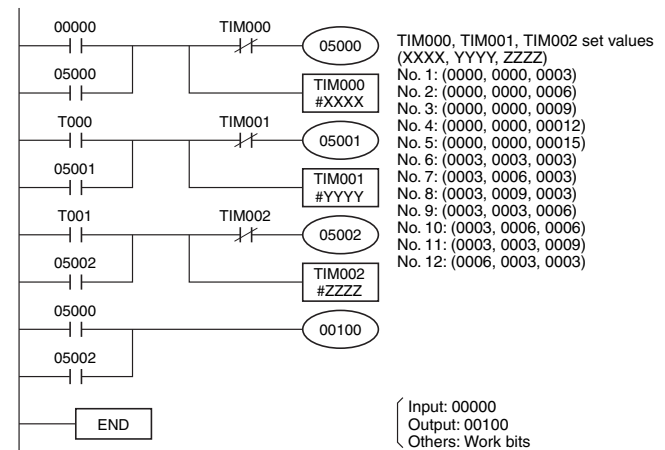 00000 TIM000
05000
05000
TIM000
#XXXX
T000 TIM001
05001
05001
TIM001
#YYYY
T001 TIM002
05002
05002
TIM002
#ZZZZ
05000
00100
05002
END
TIM000, TIM001, TIM002 set values
(XXXX, YYYY, ZZZZ)
No. 1: (0000, 0000, 0003)
No. 2: (0000, 0000, 0006)
No. 3: (0000, 0000, 0009)
No. 4: (0000, 0000, 00012)
No. 5: (0000, 0000, 00015)
No. 6: (0003, 0003, 0003)
No. 7: (0003, 0006, 0003)
No. 8: (0003, 0009, 0003)
No. 9: (0003, 0003, 0006)
No. 10: (0003, 0006, 0006)
No. 11: (0003, 0003, 0009)
No. 12: (0006, 0003, 0003)
Input: 00000
Output: 00100
Others: Work bits